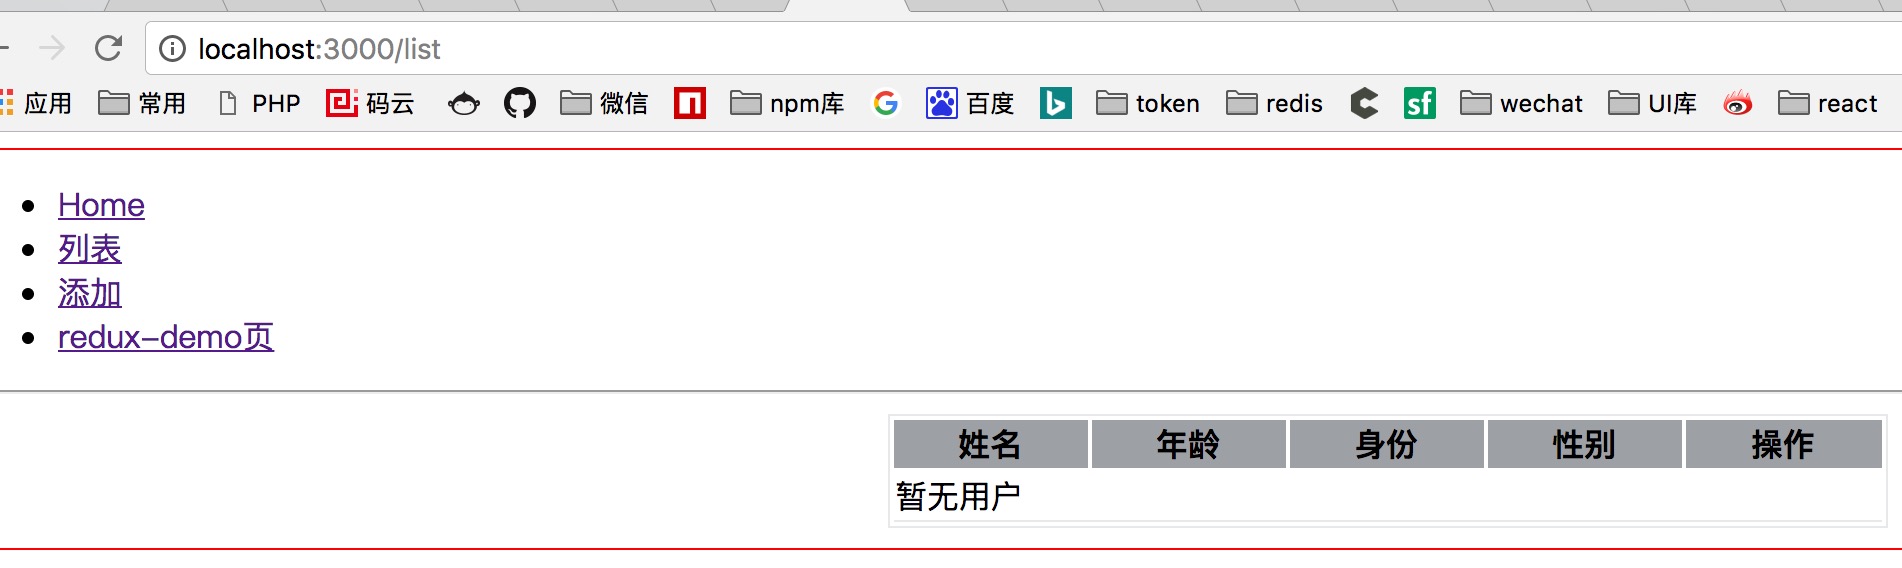 localhost:3000/list
应用 常用 PHP 码云 微信 npm库 百度 token redis sf wechat UI库 react
Home
列表
添加
redux-demo页
姓名 年龄 身份 性别 操作
暂无用户